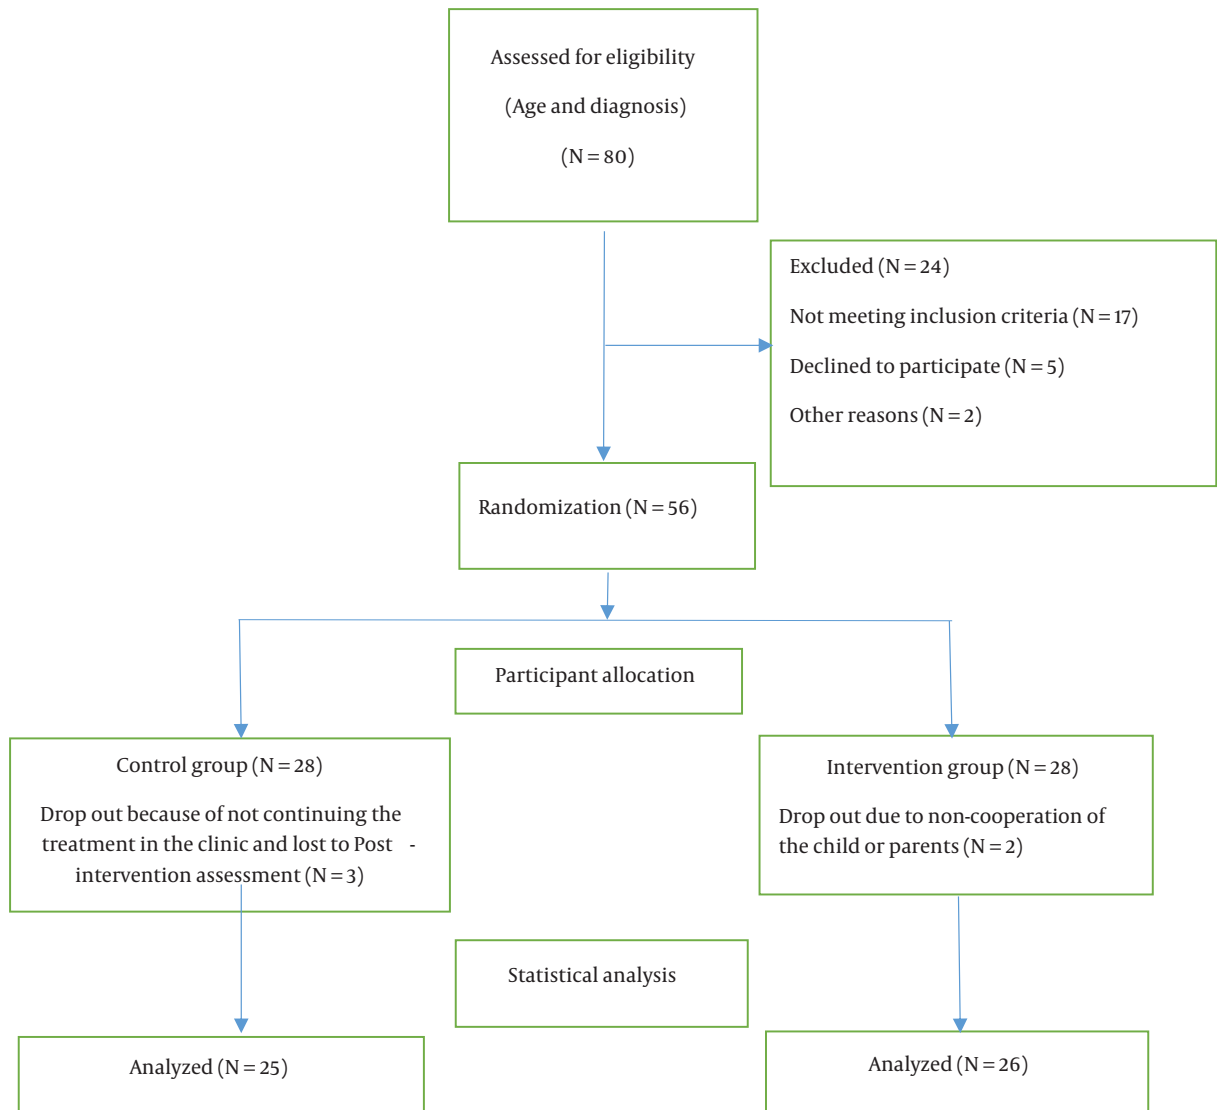 Assessed for eligibility
(Age and diagnosis)
(N = 80)
Excluded (N = 24)
Not meeting inclusion criteria (N = 17)
Declined to participate (N = 5)
Other reasons (N = 2)
Randomization (N = 56)
Participant allocation
Control group (N = 28)
Drop out because of not continuing the
treatment in the clinic and lost to Post -
intervention assessment (N = 3)
Intervention group (N = 28)
Drop out due to non-cooperation of
the child or parents (N = 2)
Statistical analysis
Analyzed (N = 25)
Analyzed (N = 26)